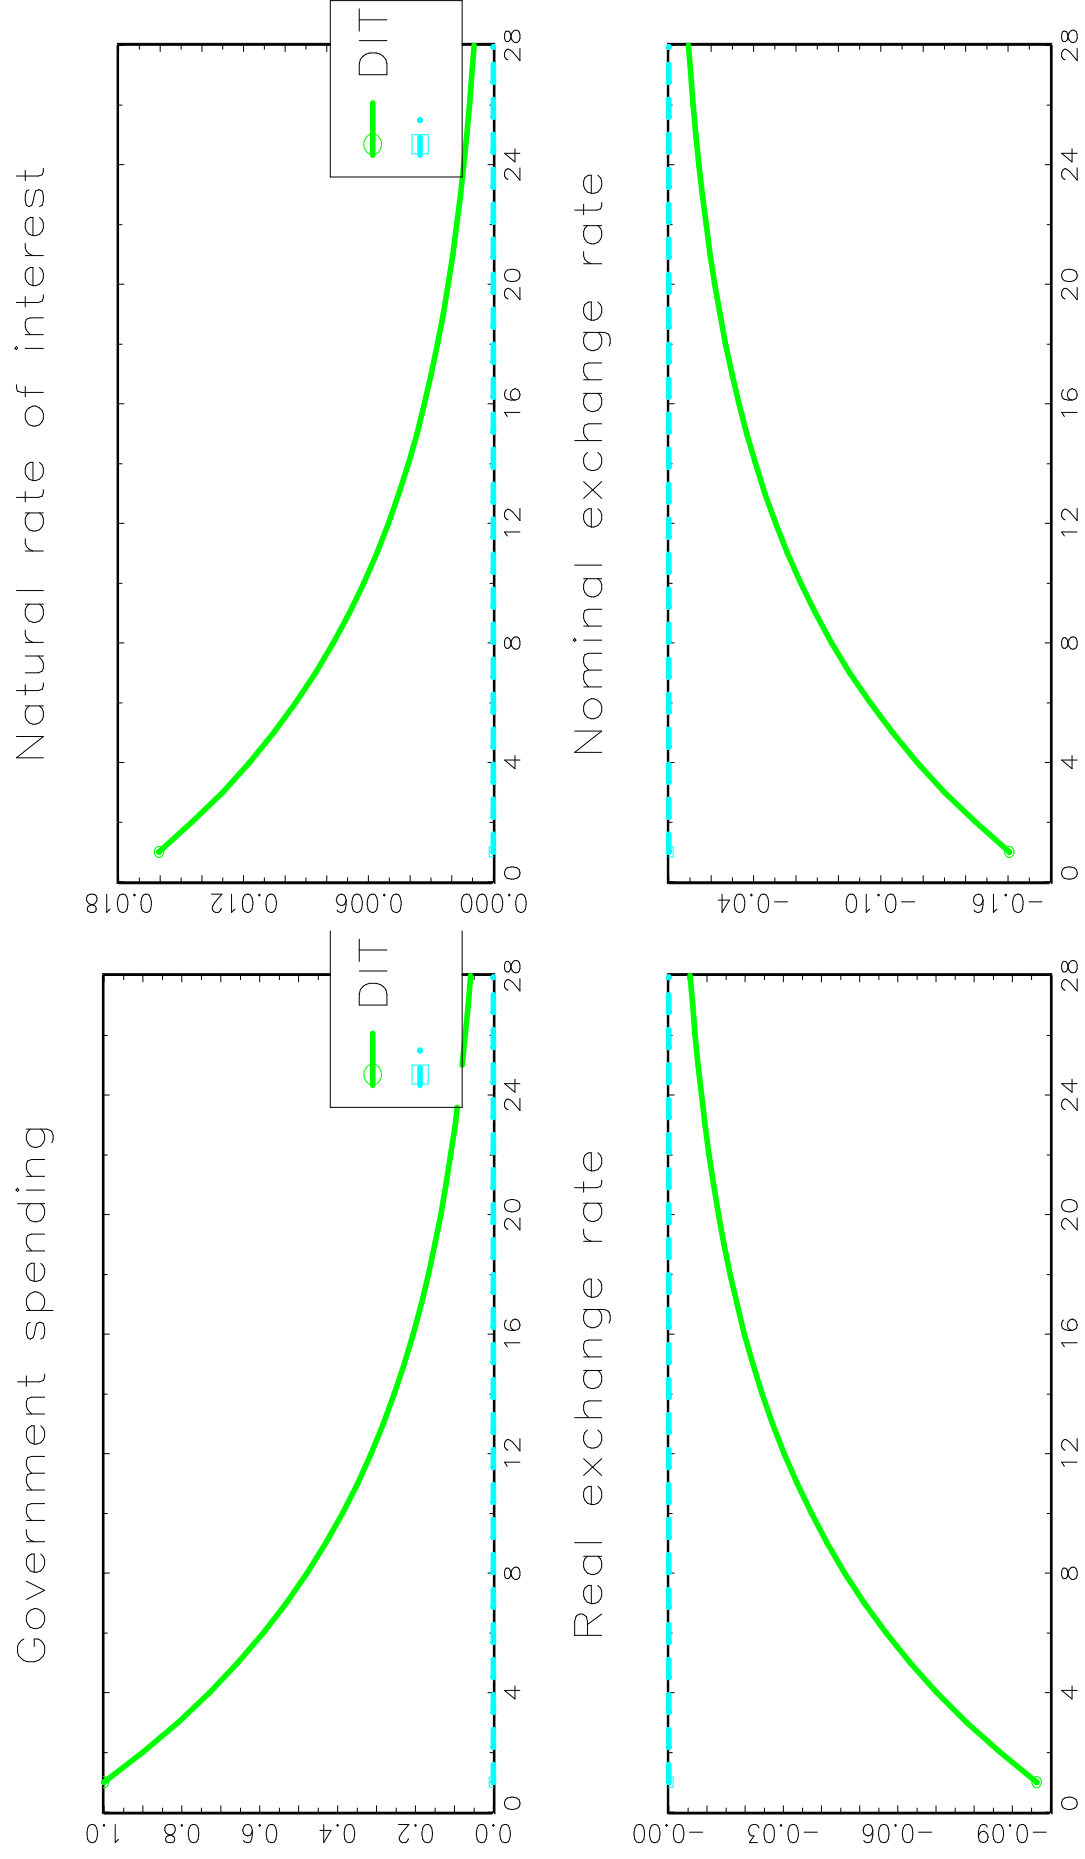 Government spending
1.0
0.8
0.6
0.4
0.2
0.0
DIT
0 4 8 12 16 20 24 28
Natural rate of interest
0.018
0.012
0.006
0.000
DIT
0 4 8 12 16 20 24 28
Real exchange rate
-0.00
-0.03
-0.06
-0.09
0 4 8 12 16 20 24 28
Nominal exchange rate
-0.04
-0.10
-0.16
0 4 8 12 16 20 24 28